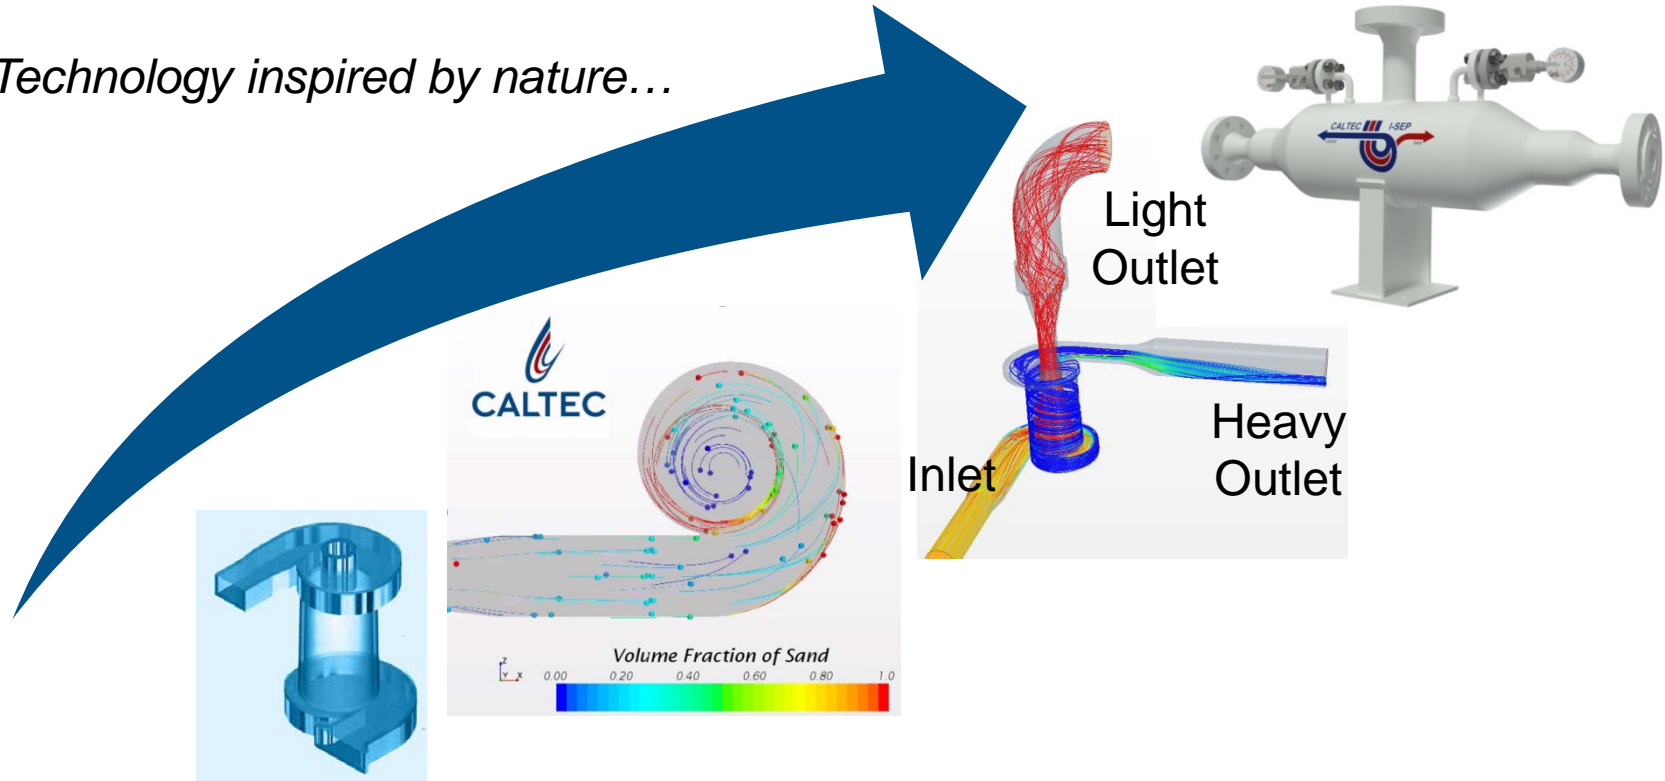 Technology inspired by nature…
CALTEC I-SEP
Light
Outlet
CALTEC
Heavy
Outlet
Inlet
Volume Fraction of Sand
Z
Y X
0.00 0.20 0.40 0.60 0.80 1.0